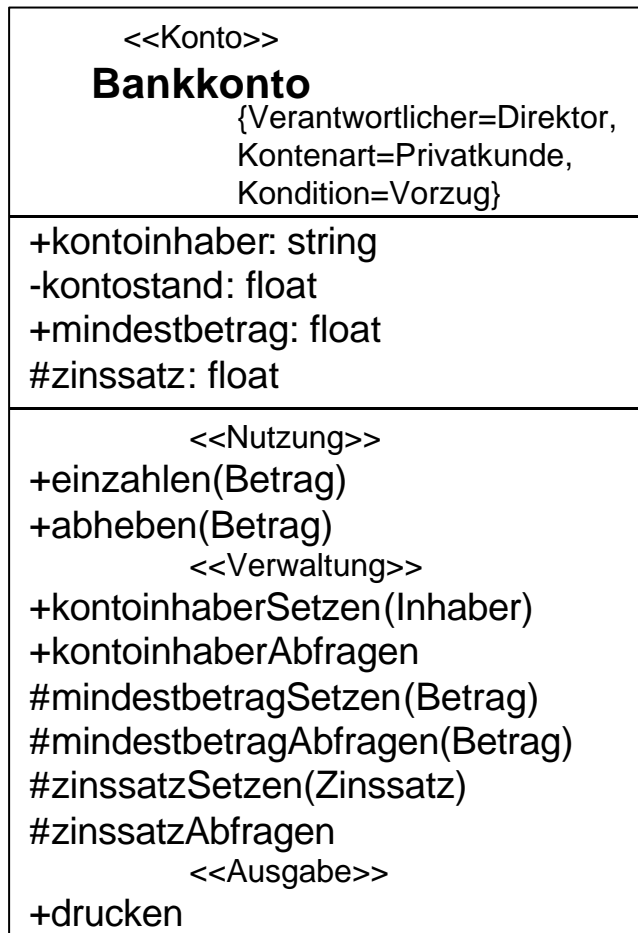 <<Konto>>
Bankkonto
{Verantwortlicher=Direktor,
Kontenart=Privatkunde,
Kondition=Vorzug}
+kontoinhaber: string
-kontostand: float
+mindestbetrag: float
#zinssatz: float
<<Nutzung>>
+einzahlen(Betrag)
+abheben(Betrag)
<<Verwaltung>>
+kontoinhaberSetzen(Inhaber)
+kontoinhaberAbfragen
#mindestbetragSetzen(Betrag)
#mindestbetragAbfragen(Betrag)
#zinssatzSetzen(Zinssatz)
#zinssatzAbfragen
<<Ausgabe>>
+drucken